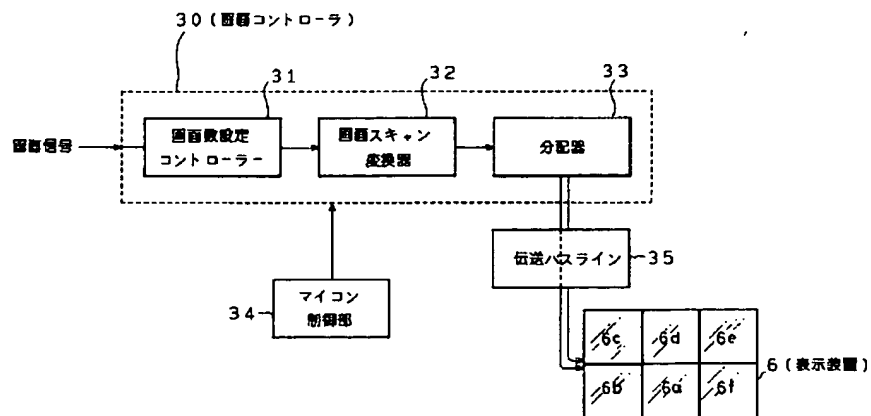 30(画面コントローラ)
31
32
33
画面信号
画面数設定
コントローラー
画面スキャン
変換器
分配器
伝送バスライン
35
34
マイコン
制御部
6c
6d
6e
6(表示装置)
6b
6a
6f